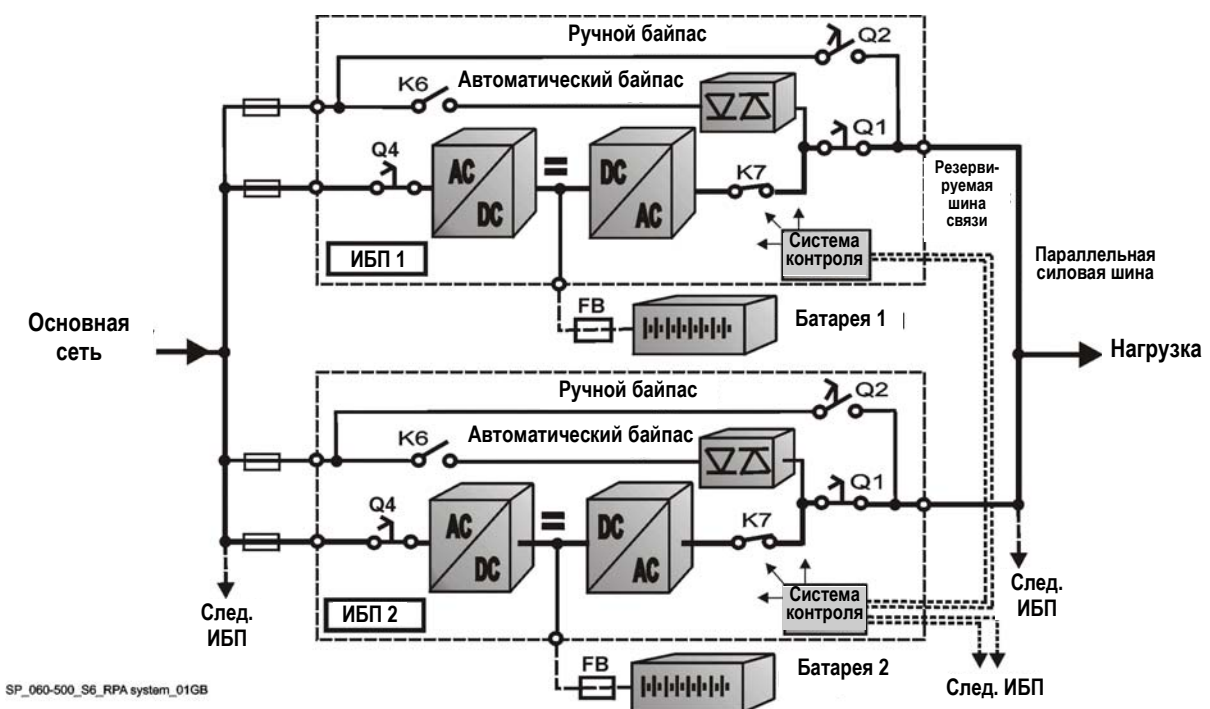 Ручной байпас
Q2
K6
Автоматический байпас
Q1
Q4
AC
DC
=
DC
AC
K7
Резерви-
руемая
шина
связи
Система
контроля
ИБП 1
Параллельная
силовая шина
FB
Батарея 1
Основная
сеть
Нагрузка
Ручной байпас
Q2
K6
Автоматический байпас
Q1
Q4
AC
DC
=
DC
AC
K7
Система
контроля
ИБП 2
След.
ИБП
След.
ИБП
FB
Батарея 2
След. ИБП
SP_060-500_S6_RPA system_01GB